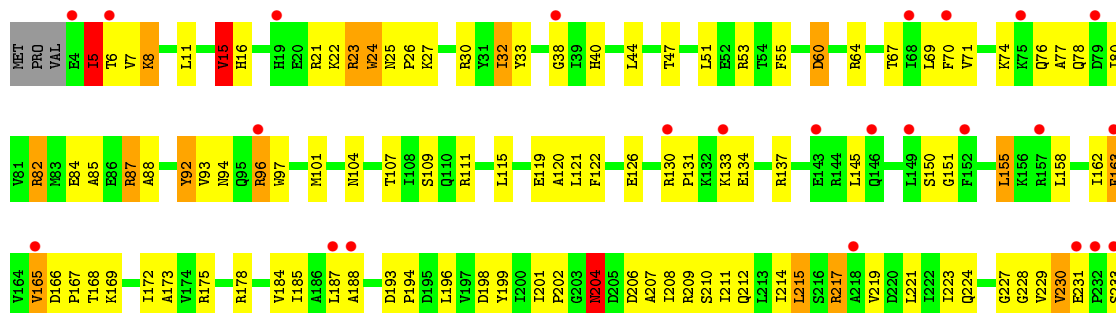 MET PRO VAL E4 I5 T6 V7 K8 L11 V15 H16 H19 E20 R21 K22 R23 W24 N25 P26 K27 R30 Y31 I32 Y33 G38 I39 H40 L44 T47 L51 E52 R53 T54 F55 D60 R64 T67 I68 L69 F70 V71 K74 K75 Q76 A77 Q78 D79 I80
V81 R82 M83 E84 A85 E86 R87 A88 Y92 V93 N94 Q95 R96 W97 M101 N104 T107 I108 S109 Q110 R111 L115 E119 A120 L121 F122 E126 R130 P131 K132 K133 E134 R137 E143 R144 L145 Q146 L149 S150 G151 F152 L155 K156 R157 L158 I162 F163
V164 V165 D166 P167 T168 K169 I172 A173 V174 R175 R178 V184 I185 A186 L187 A188 D193 P194 D195 L196 V197 D198 Y199 I200 I201 P202 G203 N204 D205 D206 A207 I208 R209 S210 I211 Q212 L213 I214 L215 S216 R217 A218 V219 D220 L221 I222 I223 Q224 G227 G228 V229 V230 E231 P232 S233